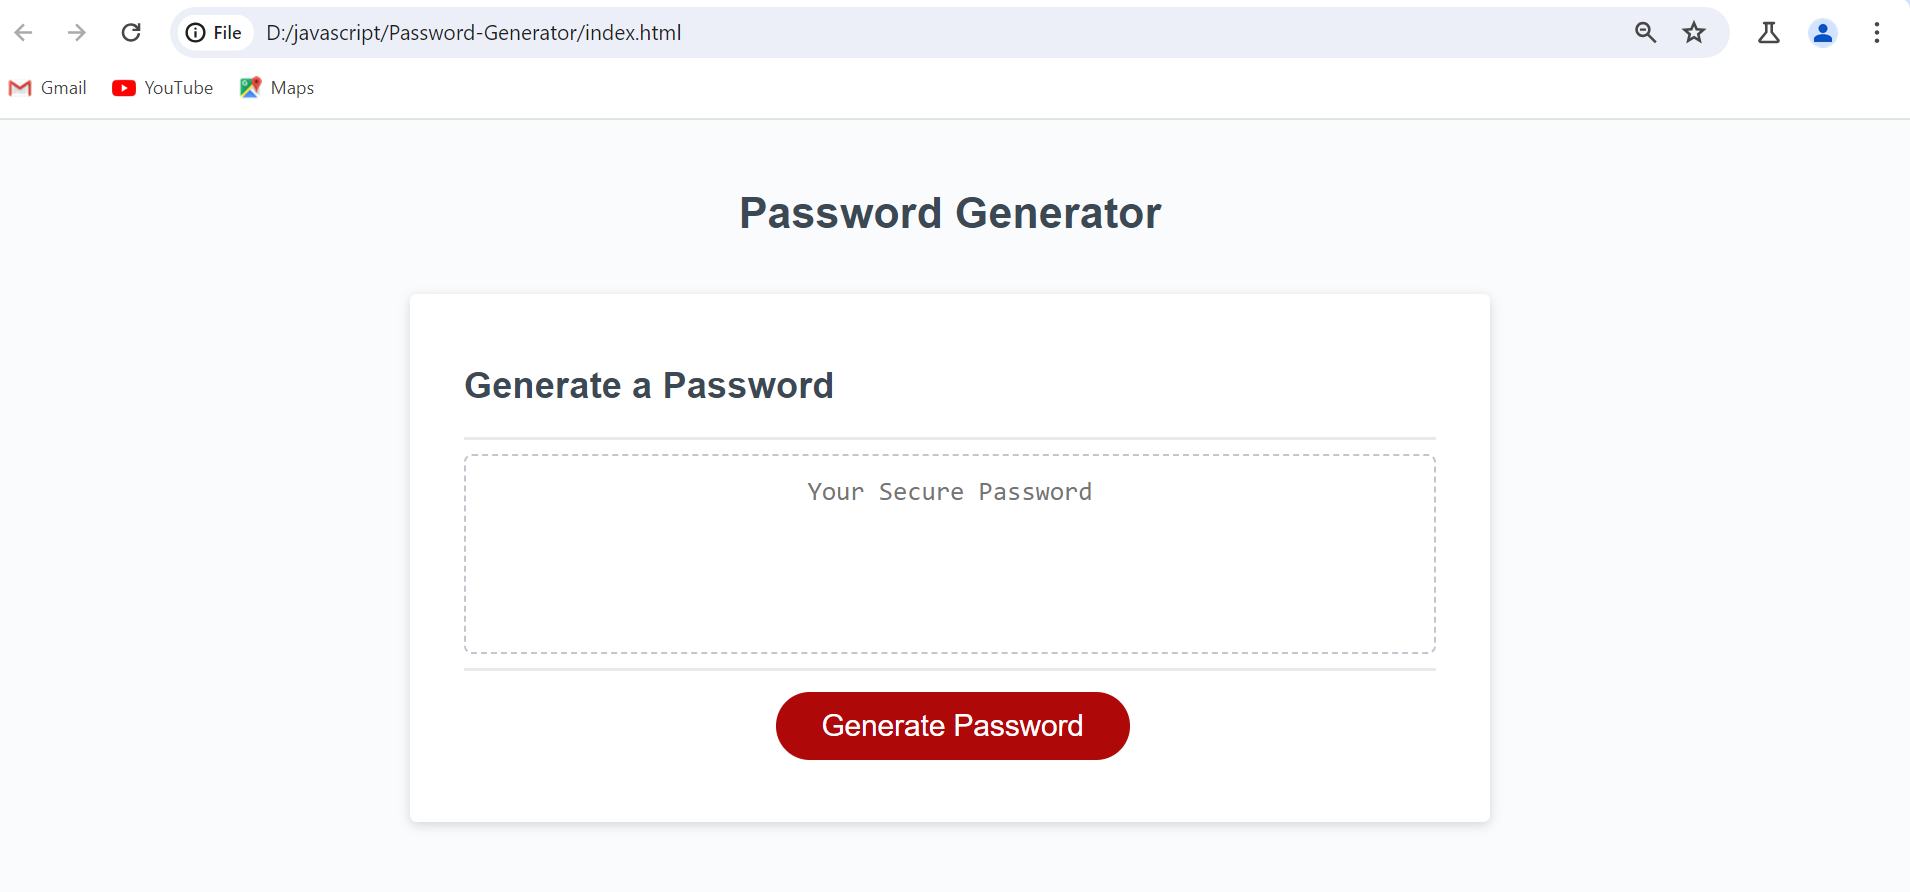 File D:/javascript/Password-Generator/index.html
Gmail YouTube Maps
Password Generator
Generate a Password
Your Secure Password
Generate Password